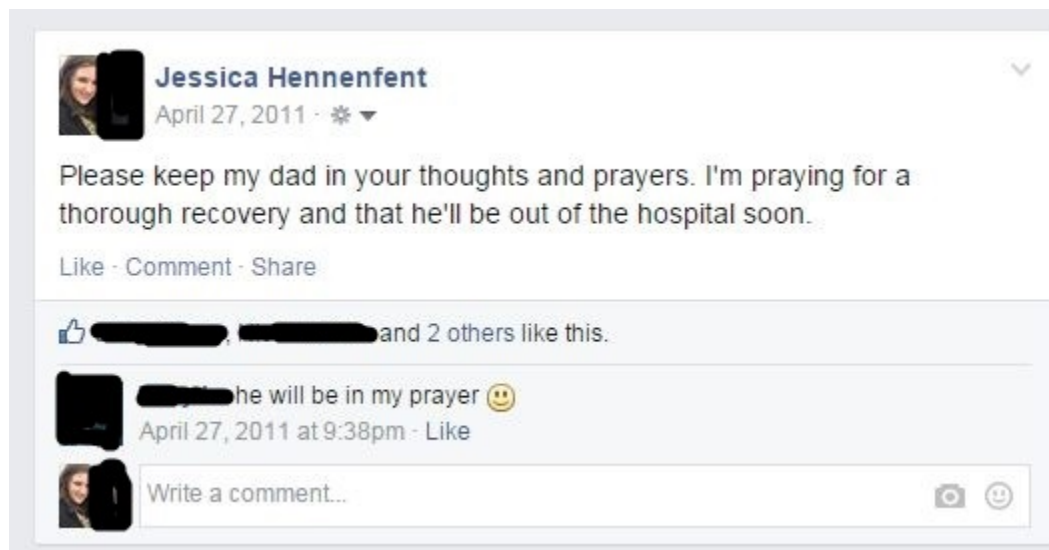 Jessica Hennenfent
April 27, 2011 ·
Please keep my dad in your thoughts and prayers. I'm praying for a
thorough recovery and that he'll be out of the hospital soon.
Like · Comment · Share
, and 2 others like this.
he will be in my prayer
April 27, 2011 at 9:38pm · Like
Write a comment...